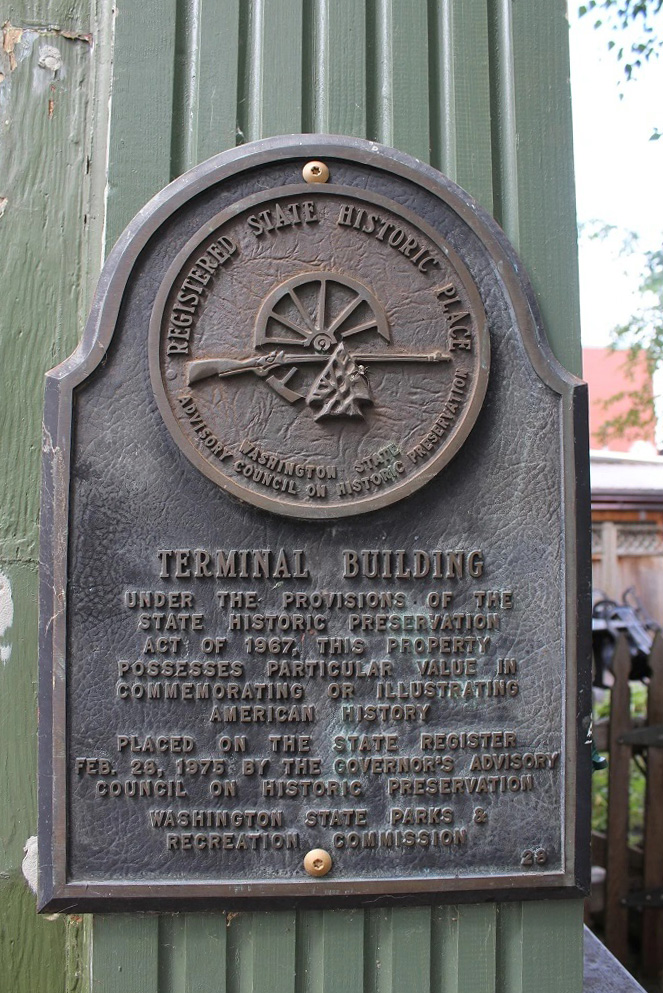 REGISTERED STATE HISTORIC PLACE
WASHINGTON STATE
ADVISORY COUNCIL ON HISTORIC PRESERVATION
TERMINAL BUILDING
UNDER THE PROVISIONS OF THE
STATE HISTORIC PRESERVATION
ACT OF 1967, THIS PROPERTY
POSSESSES PARTICULAR VALUE IN
COMMEMORATING OR ILLUSTRATING
AMERICAN HISTORY
PLACED ON THE STATE REGISTER
FEB. 28, 1975 BY THE GOVERNOR'S ADVISORY
COUNCIL ON HISTORIC PRESERVATION
WASHINGTON STATE PARKS &
RECREATION COMMISSION
28